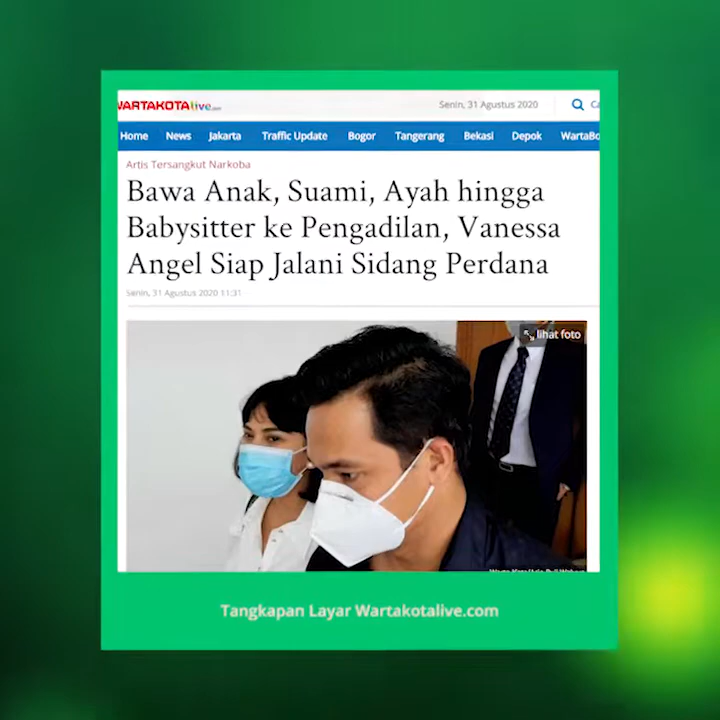 WARTAKOTAlive.com
Senin, 31 Agustus 2020
Home News Jakarta Traffic Update Bogor Tangerang Bekasi Depok WartaBo
Artis Tersangkut Narkoba
Bawa Anak, Suami, Ayah hingga
Babysitter ke Pengadilan, Vanessa
Angel Siap Jalani Sidang Perdana
Senin, 31 Agustus 2020 11:31
lihat foto
Tangkapan Layar Wartakotalive.com